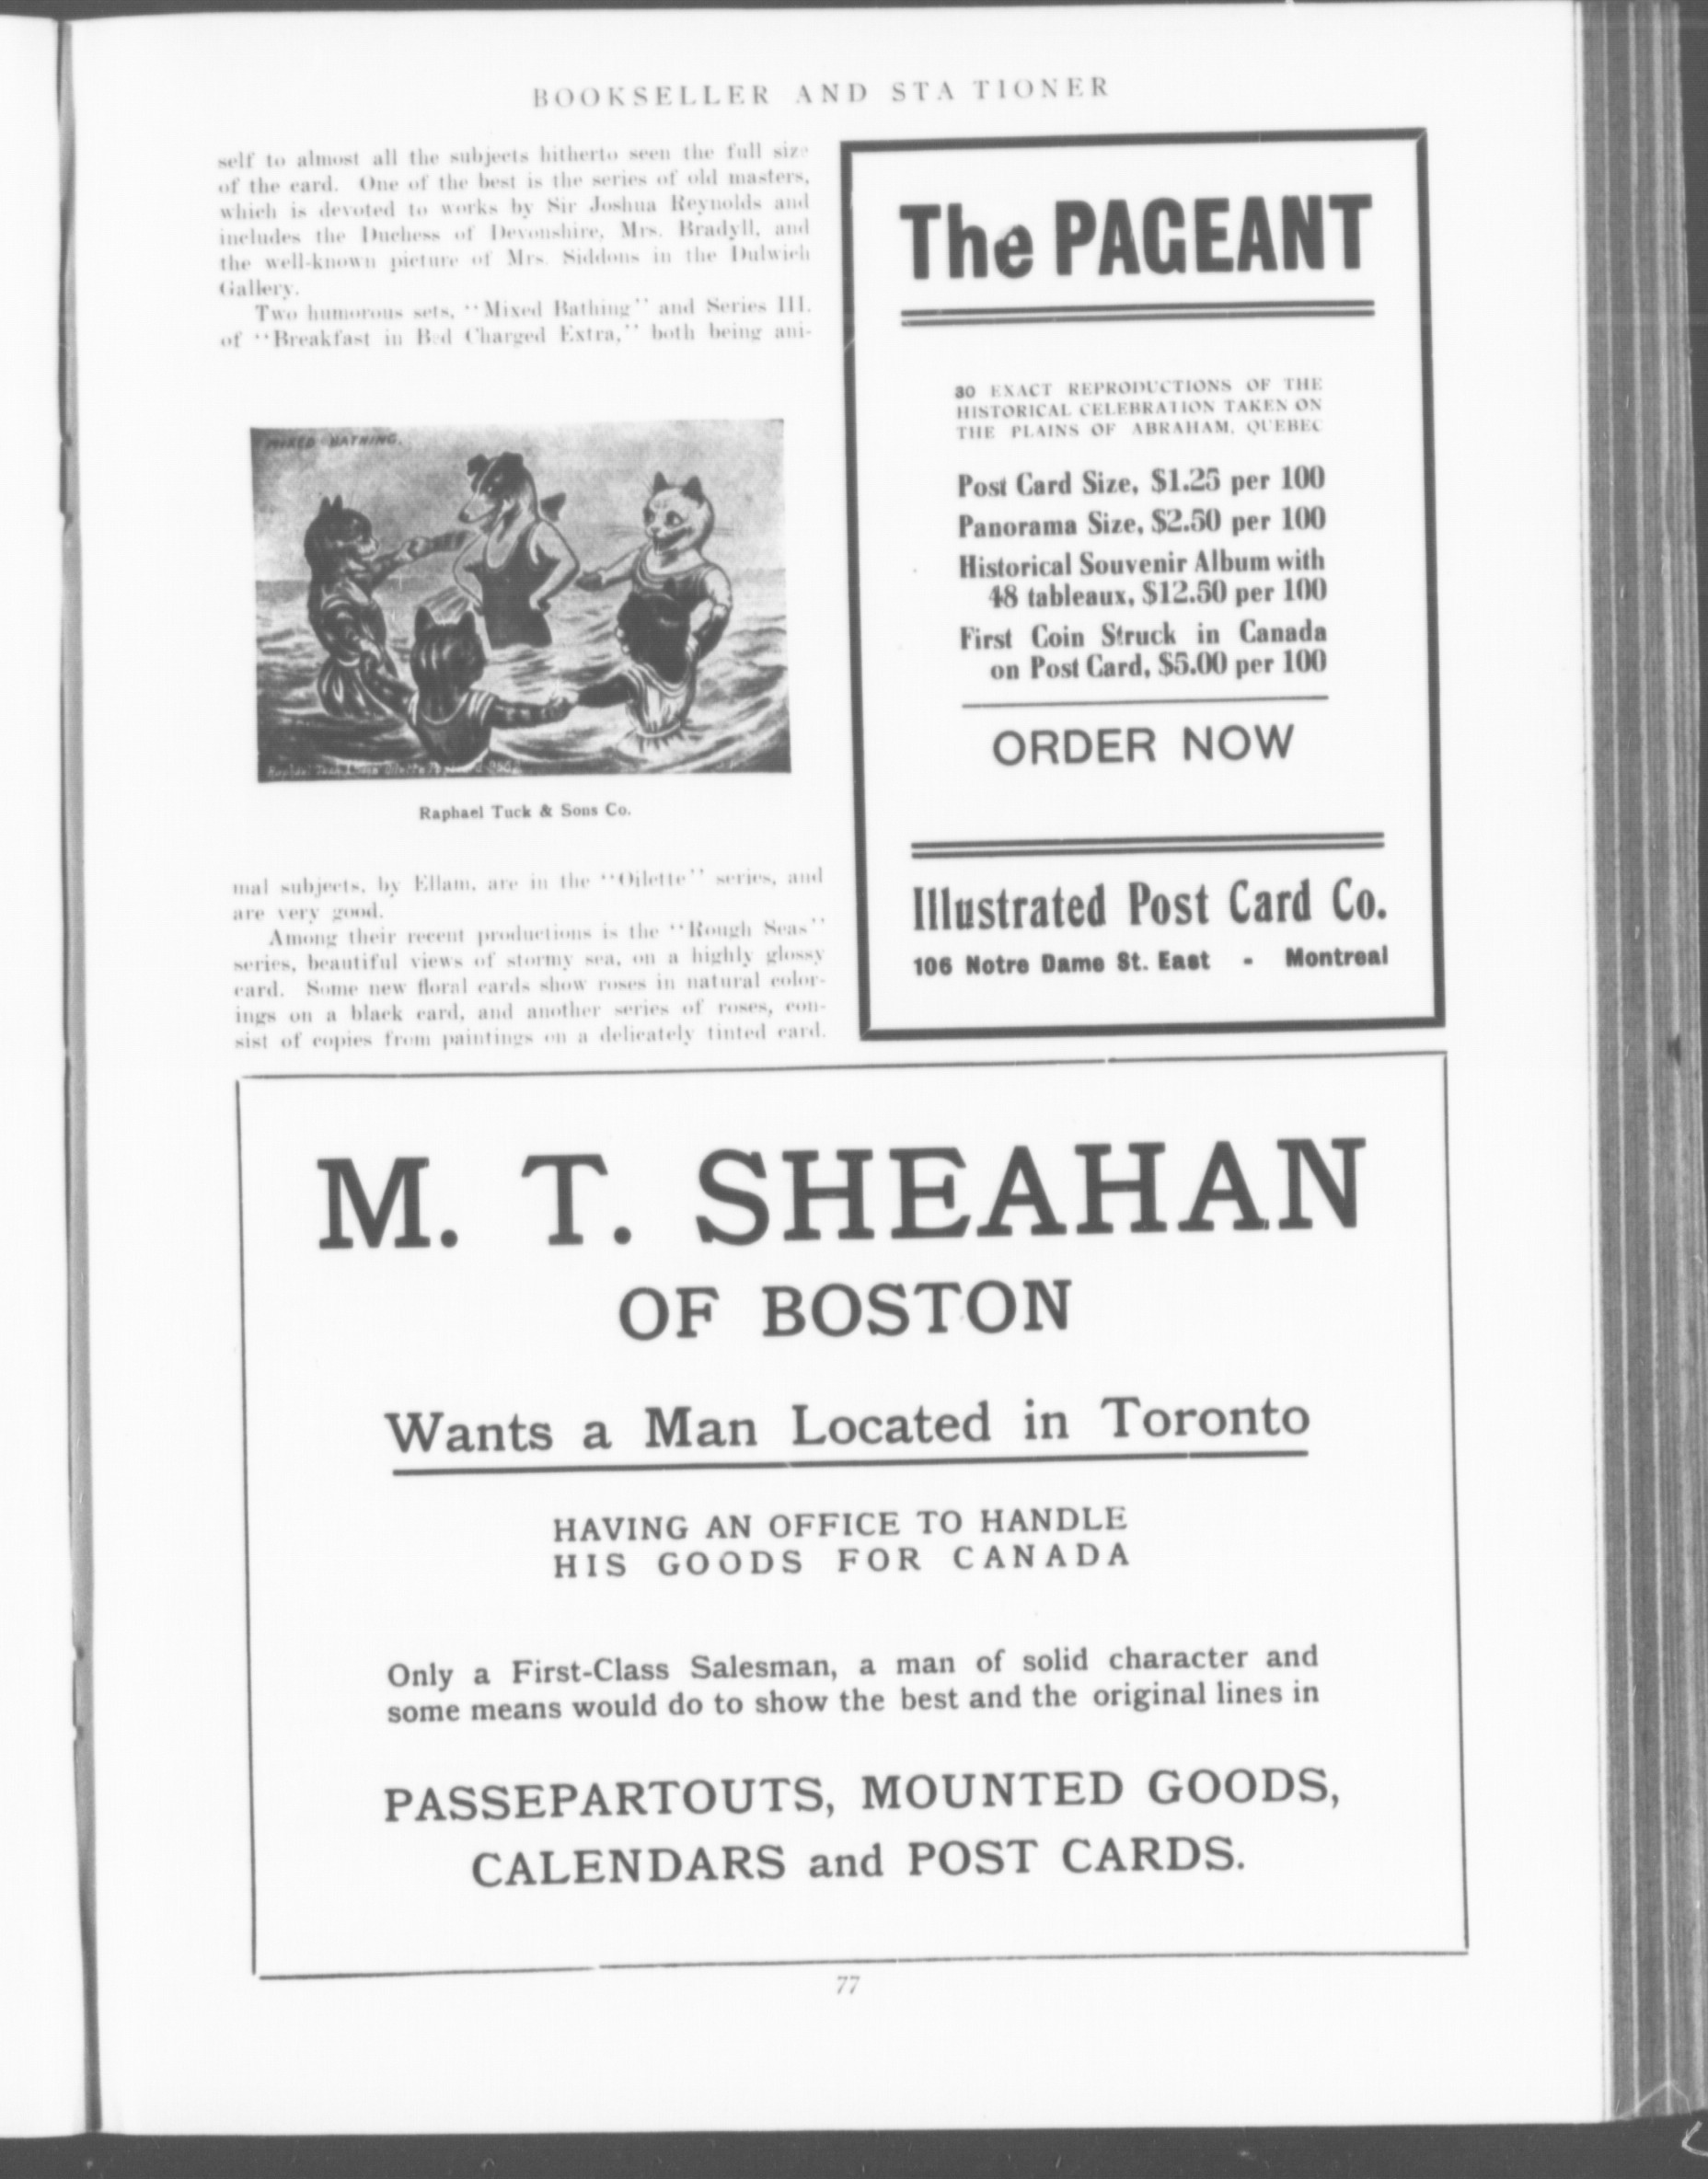 BOOKSELLER AND STATIONER
self to almost all the subjects hitherto seen the full size
of the card. One of the best is the series of old masters,
which is devoted to works by Sir Joshua Reynolds and
includes the Duchess of Devonshire, Mrs. Bradyll, and
the well-known picture of Mrs. Siddons in the Dulwich
Gallery.
Two humorous sets, "Mixed Bathing" and Series III.
of "Breakfast in Bed Charged Extra," both being ani-
MIXED BATHING.
Raphael Tuck & Sons Co.
mal subjects, by Ellam, are in the "Oilette" series, and
are very good.
Among their recent productions is the "Rough Seas"
series, beautiful views of stormy sea, on a highly glossy
card. Some new floral cards show roses in natural color-
ings on a black card, and another series of roses, con-
sist of copies from paintings on a delicately tinted card.
The PAGEANT
30 EXACT REPRODUCTIONS OF THE
HISTORICAL CELEBRATION TAKEN ON
THE PLAINS OF ABRAHAM, QUEBEC
Post Card Size, $1.25 per 100
Panorama Size, $2.50 per 100
Historical Souvenir Album with
48 tableaux, $12.50 per 100
First Coin Struck in Canada
on Post Card, $5.00 per 100
ORDER NOW
Illustrated Post Card Co.
106 Notre Dame St. East - Montreal
M. T. SHEAHAN
OF BOSTON
Wants a Man Located in Toronto
HAVING AN OFFICE TO HANDLE
HIS GOODS FOR CANADA
Only a First-Class Salesman, a man of solid character and
some means would do to show the best and the original lines in
PASSEPARTOUTS, MOUNTED GOODS,
CALENDARS and POST CARDS.
77